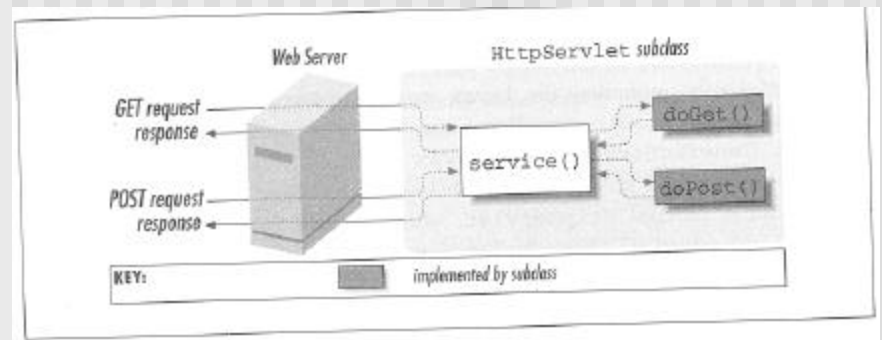 Web Server
HttpServlet subclass
GET request
response
doGet()
service()
POST request
response
doPost()
KEY:
implemented by subclass